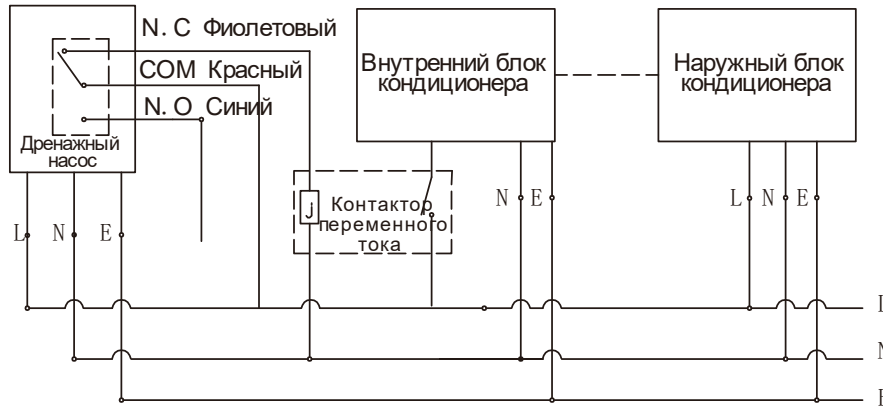 N. C Фиолетовый
COM Красный
N. O Синий
Дренажный
насос
Внутренний блок
кондиционера
Наружный блок
кондиционера
J
Контактор
переменного
тока
L N E
N E
L N E
N